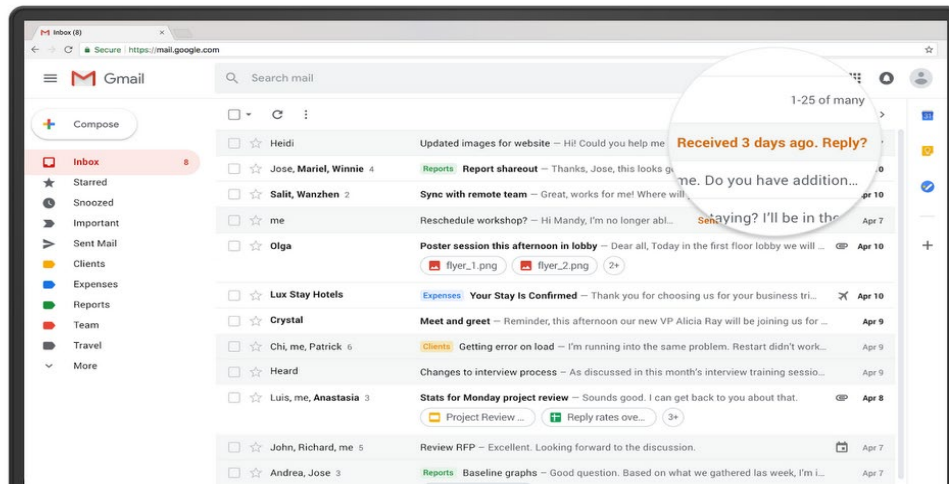 Inbox (8)
Secure https://mail.google.com
Gmail
Search mail
Compose
Inbox 8
Starred
Snoozed
Important
Sent Mail
Clients
Expenses
Reports
Team
Travel
More
1-25 of many
Received 3 days ago. Reply?
me. Do you have addition...
staying? I'll be in the
Heidi Updated images for website – Hi! Could you help me
Jose, Mariel, Winnie 4 Reports Report shareout – Thanks, Jose, this looks
Salit, Wanzhen 2 Sync with remote team – Great, works for me! Where will Apr 10
me Reschedule workshop? – Hi Mandy, I'm no longer abl... Apr 7
Olga Poster session this afternoon in lobby – Dear all, Today in the first floor lobby we will ... Apr 10
flyer_1.png flyer_2.png 2+
Lux Stay Hotels Expenses Your Stay Is Confirmed – Thank you for choosing us for your business tri... Apr 10
Crystal Meet and greet – Reminder, this afternoon our new VP Alicia Ray will be joining us for ... Apr 9
Chi, me, Patrick 6 Clients Getting error on load – I'm running into the same problem. Restart didn't work... Apr 9
Heard Changes to interview process – As discussed in this month's interview training sessio... Apr 9
Luis, me, Anastasia 3 Stats for Monday project review – Sounds good. I can get back to you about that. Apr 8
Project Review ... Reply rates ove... 3+
John, Richard, me 5 Review RFP – Excellent. Looking forward to the discussion. Apr 7
Andrea, Jose 3 Reports Baseline graphs – Good question. Based on what we gathered las week, I'm i... Apr 7